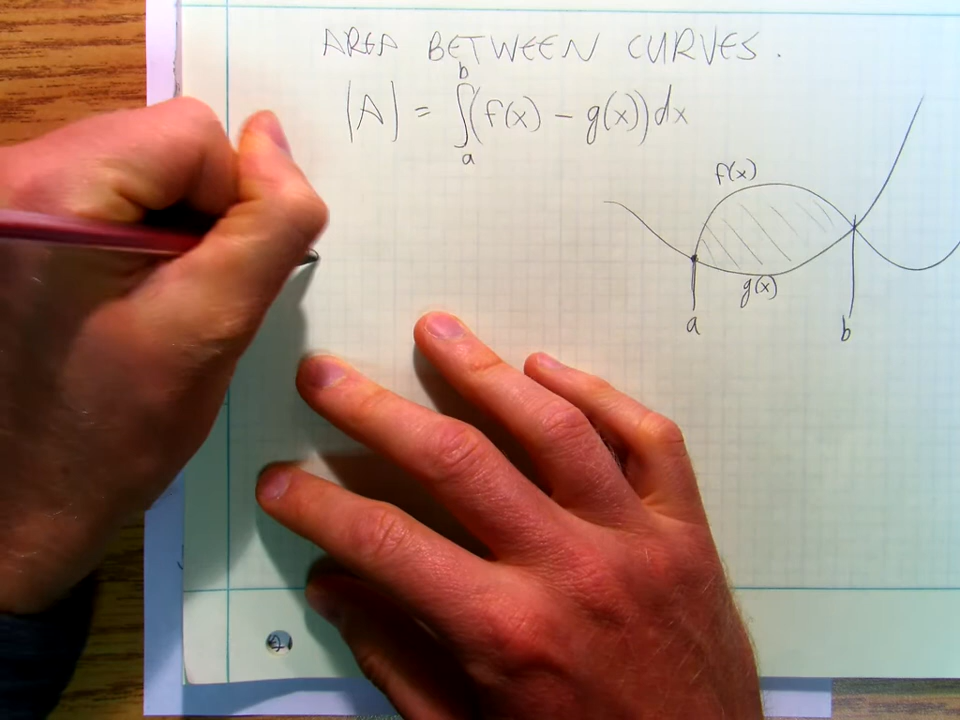 AREA BETWEEN CURVES.
|A| = ∫_a^b (f(x) - g(x)) dx
f(x)
g(x)
a
b